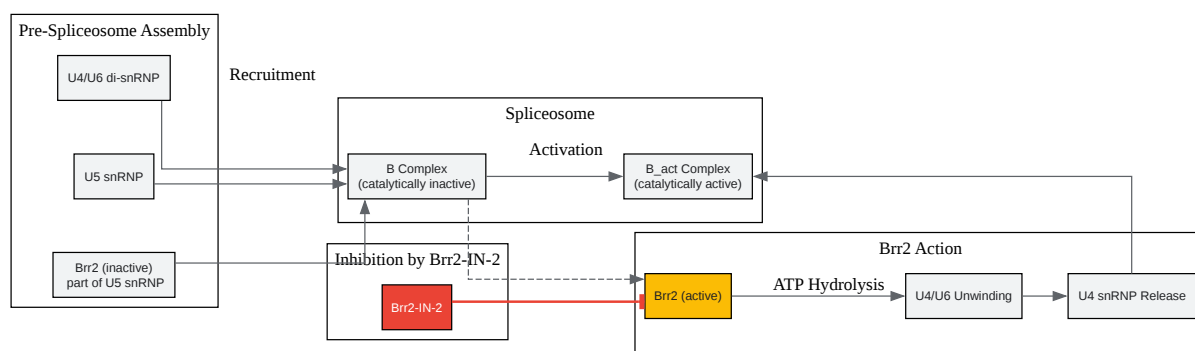 Pre-Spliceosome Assembly
U4/U6 di-snRNP
Recruitment
U5 snRNP
Brr2 (inactive)
part of U5 snRNP
Spliceosome
B Complex
(catalytically inactive)
Activation
B_act Complex
(catalytically active)
Inhibition by Brr2-IN-2
Brr2-IN-2
Brr2 Action
Brr2 (active)
ATP Hydrolysis
U4/U6 Unwinding
U4 snRNP Release